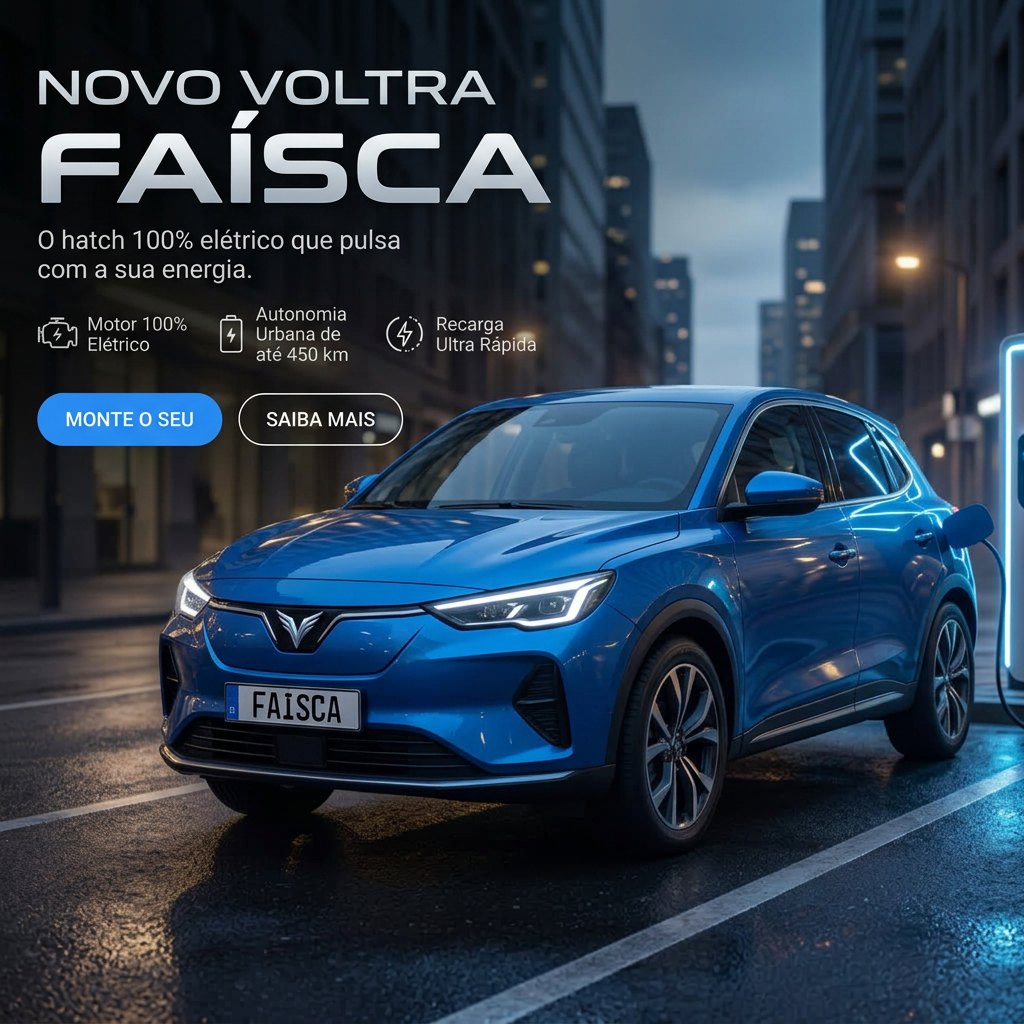 NOVO VOLTRA
FAÍSCA
O hatch 100% elétrico que pulsa
com a sua energia.
Motor 100%
Elétrico
Autonomia
Urbana de
até 450 km
Recarga
Ultra Rápida
MONTE O SEU
SAIBA MAIS
FAÍSCA